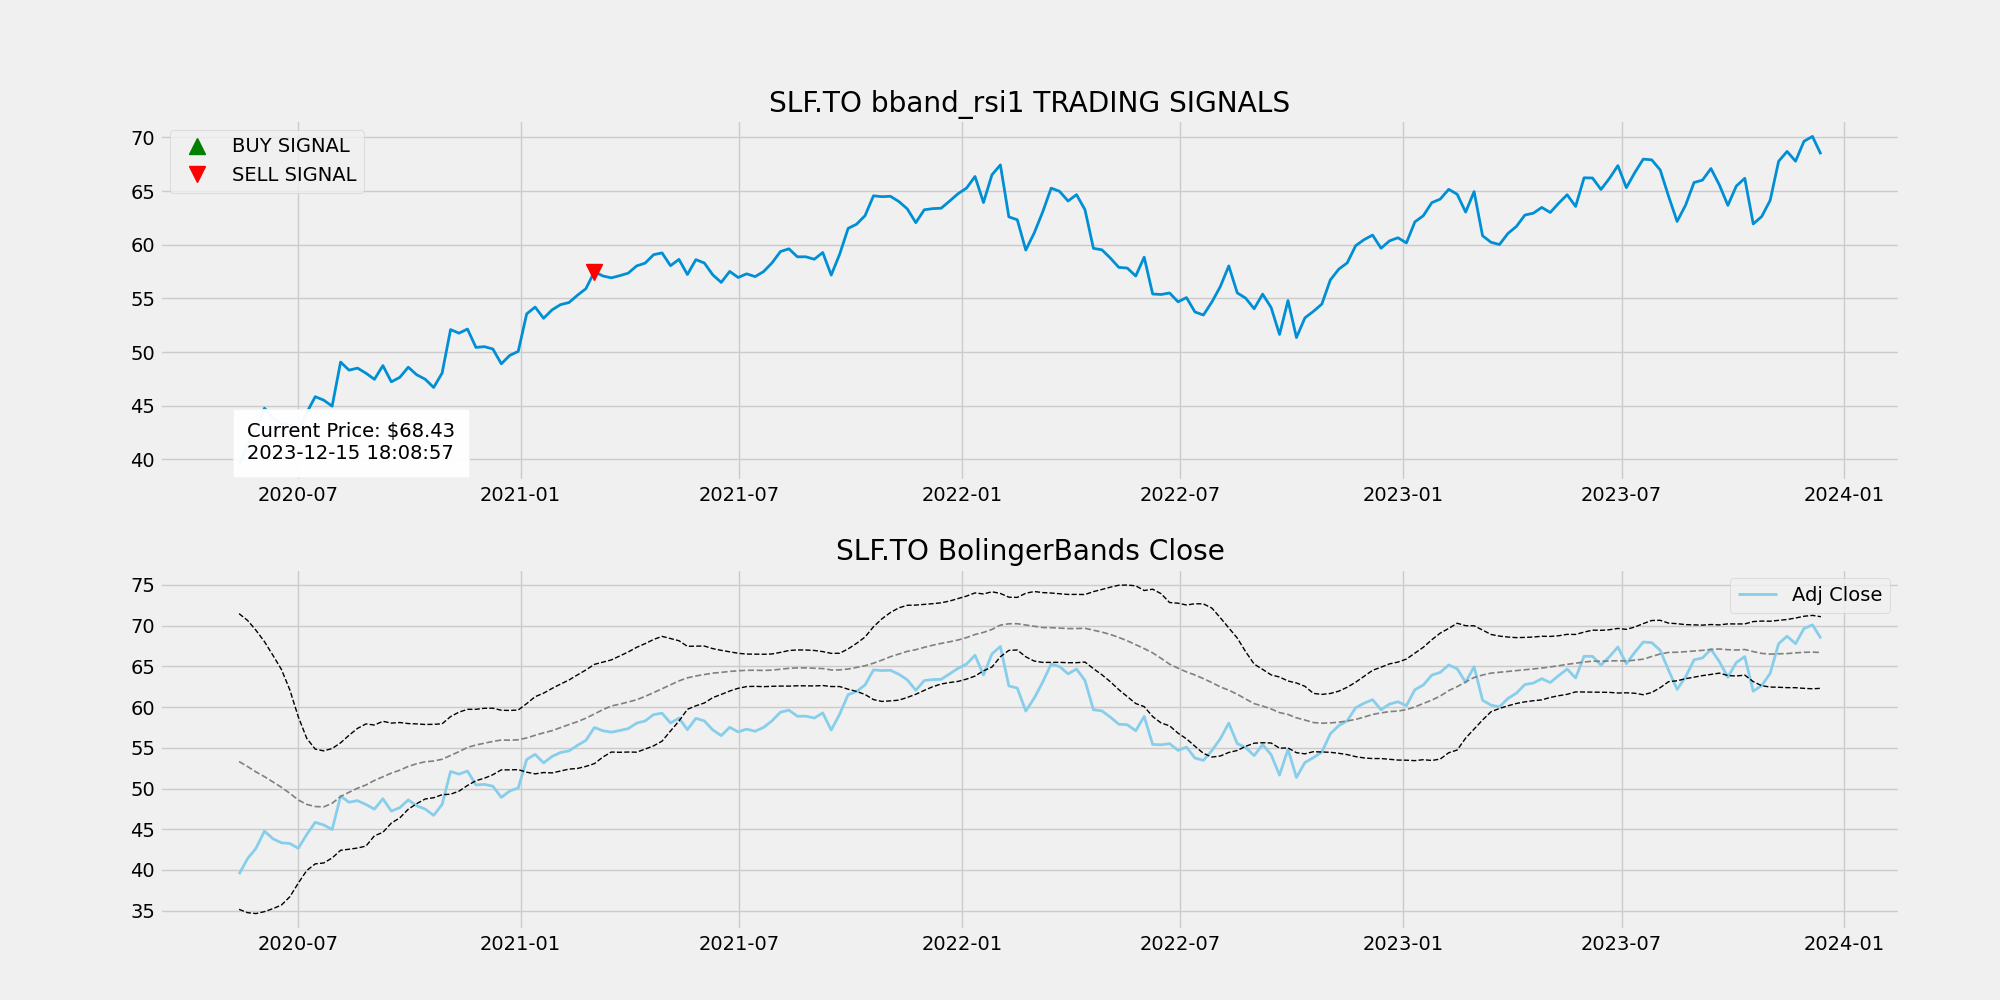 SLF.TO bband_rsi1 TRADING SIGNALS
BUY SIGNAL
SELL SIGNAL
70
65
60
55
50
45
40
Current Price: $68.43
2023-12-15 18:08:57
2020-07 2021-01 2021-07 2022-01 2022-07 2023-01 2023-07 2024-01
SLF.TO BolingerBands Close
Adj Close
75
70
65
60
55
50
45
40
35
2020-07 2021-01 2021-07 2022-01 2022-07 2023-01 2023-07 2024-01